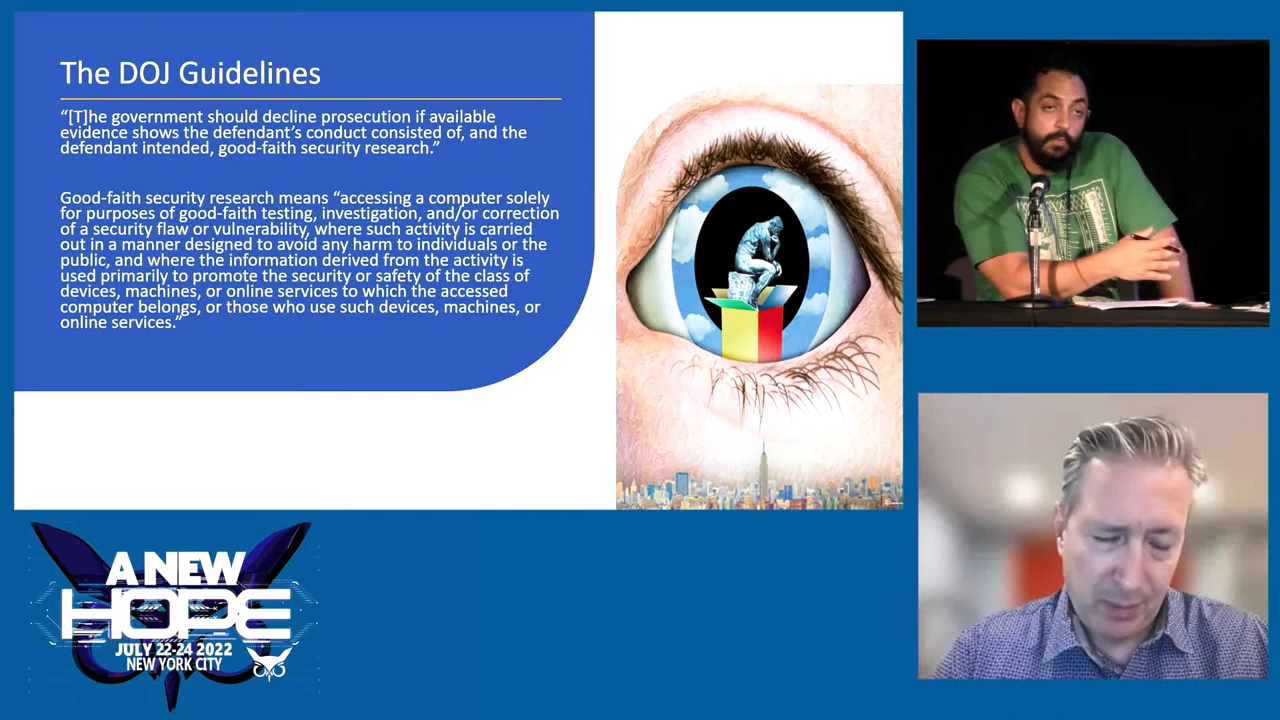 The DOJ Guidelines
“[T]he government should decline prosecution if available
evidence shows the defendant’s conduct consisted of, and the
defendant intended, good-faith security research.”
Good-faith security research means “accessing a computer solely
for purposes of good-faith testing, investigation, and/or correction
of a security flaw or vulnerability, where such activity is carried
out in a manner designed to avoid any harm to individuals or the
public, and where the information derived from the activity is
used primarily to promote the security or safety of the class of
devices, machines, or online services to which the accessed
computer belongs, or those who use such devices, machines, or
online services.”
A NEW
HOPE
JULY 22-24 2022
NEW YORK CITY